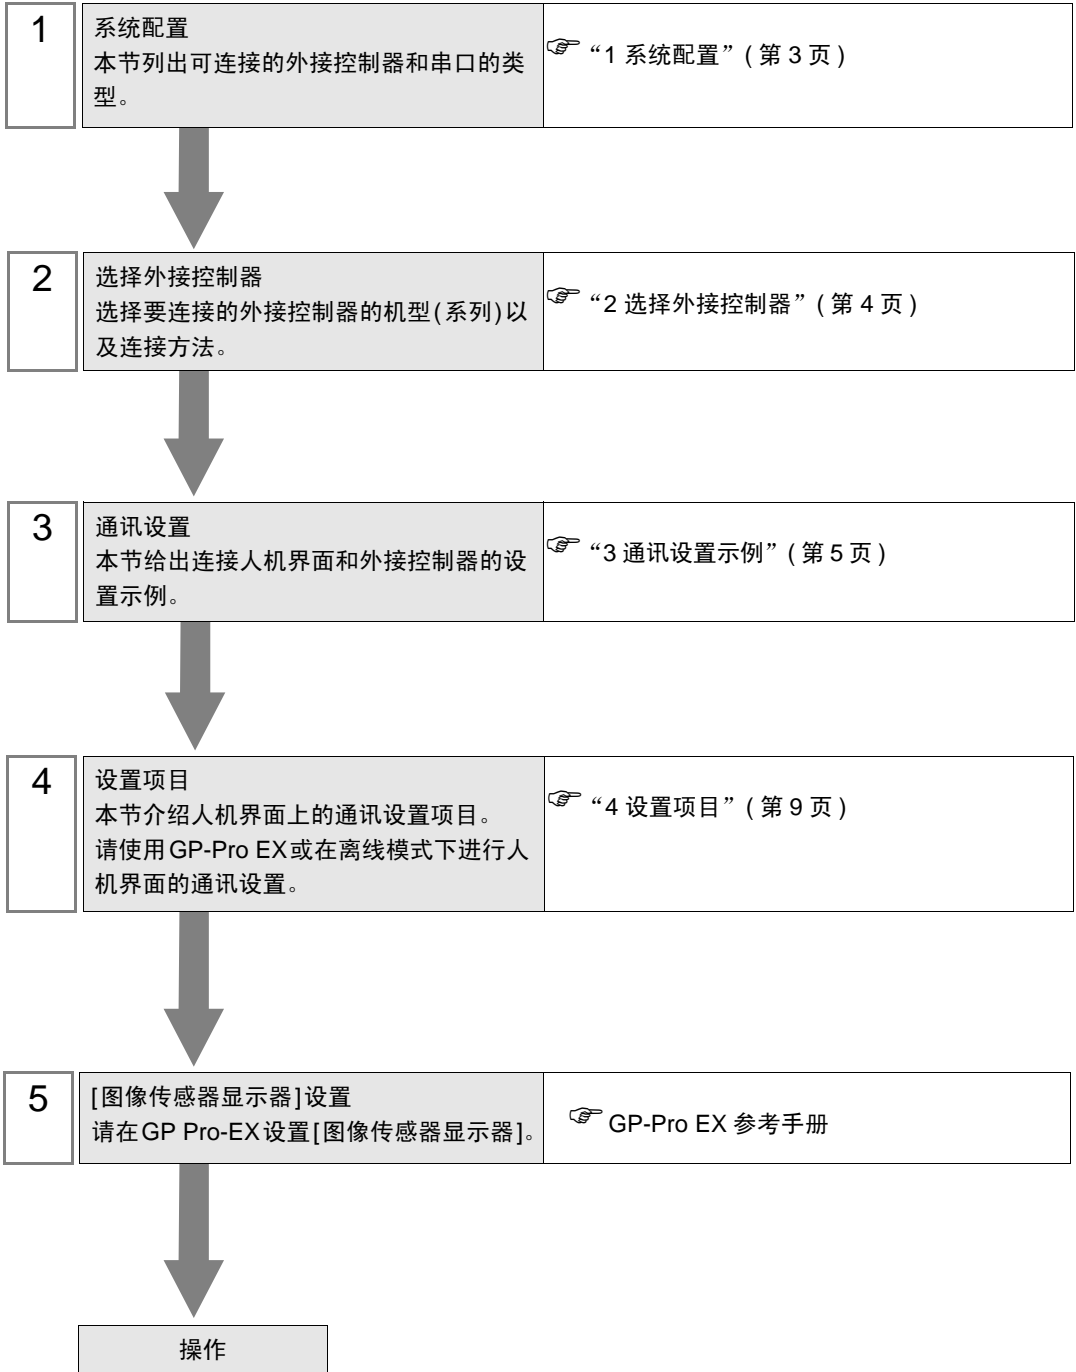 1
系统配置
本节列出可连接的外接控制器和串口的类
型。
“1 系统配置” ( 第 3 页 )
2
选择外接控制器
选择要连接的外接控制器的机型(系列)以
及连接方法。
“2 选择外接控制器” ( 第 4 页 )
3
通讯设置
本节给出连接人机界面和外接控制器的设
置示例。
“3 通讯设置示例” ( 第 5 页 )
4
设置项目
本节介绍人机界面上的通讯设置项目。
请使用GP-Pro EX或在离线模式下进行人
机界面的通讯设置。
“4 设置项目” ( 第 9 页 )
5
[图像传感器显示器]设置
请在GP Pro-EX设置[图像传感器显示器]。
GP-Pro EX 参考手册
操作